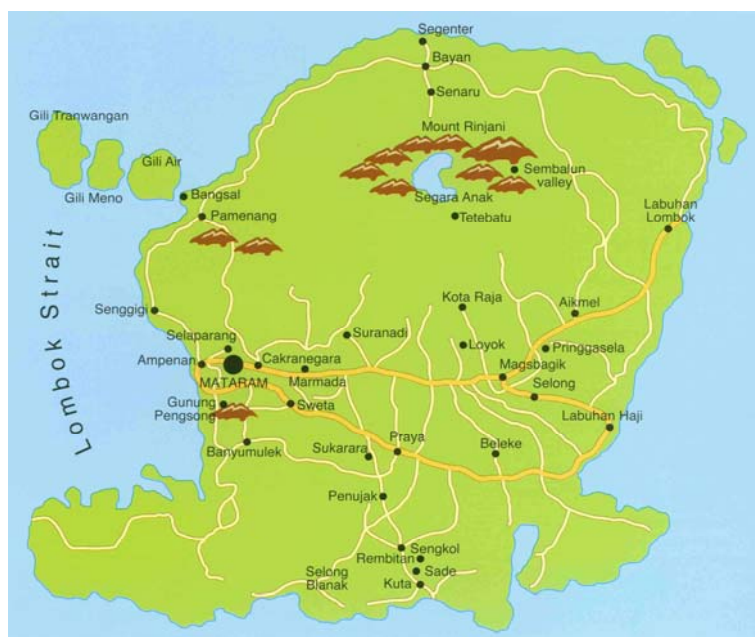 Segenter
Bayan
Senaru
Gili Tranwangan
Mount Rinjani
Gili Air
Sembalun
valley
Gili Meno
Bangsal
Segara Anak
Pamenang
Tetebatu
Labuhan
Lombok
Lombok Strait
Senggigi
Kota Raja
Aikmel
Selaparang
Suranadi
Loyok
Pringgasela
Ampenan
Cakranegara
MATARAM
Marmada
Magsbagik
Selong
Gunung
Pengsong
Sweta
Labuhan Haji
Banyumulek
Sukarara
Praya
Beleke
Penujak
Sengkol
Rembitan
Selong
Blanak
Sade
Kuta